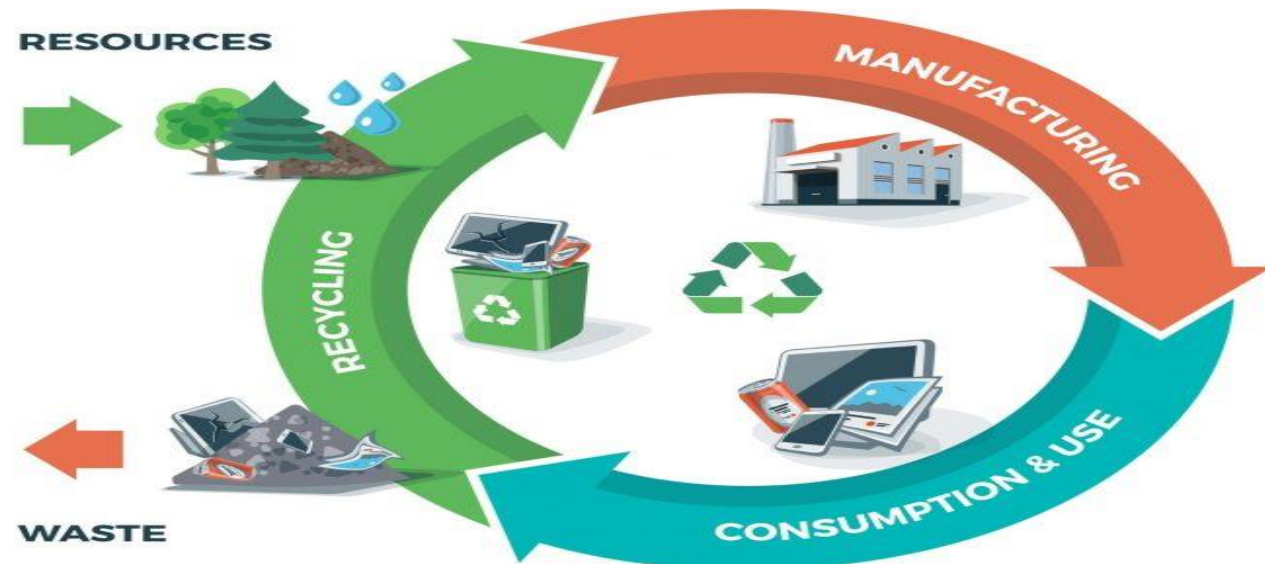 RESOURCES
MANUFACTURING
RECYCLING
CONSUMPTION & USE
WASTE